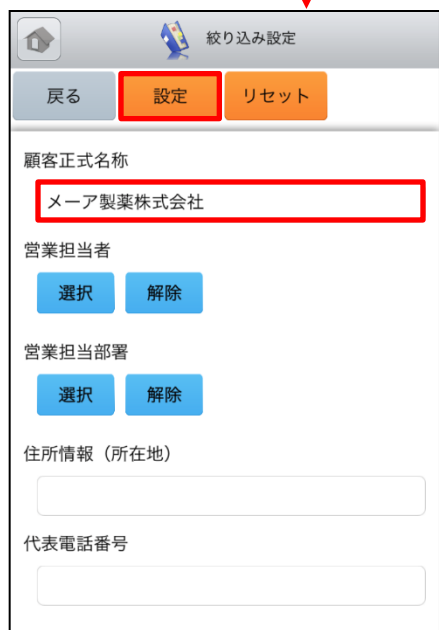 絞り込み設定
戻る 設定 リセット
顧客正式名称
メーア製薬株式会社
営業担当者
選択 解除
営業担当部署
選択 解除
住所情報（所在地）
代表電話番号